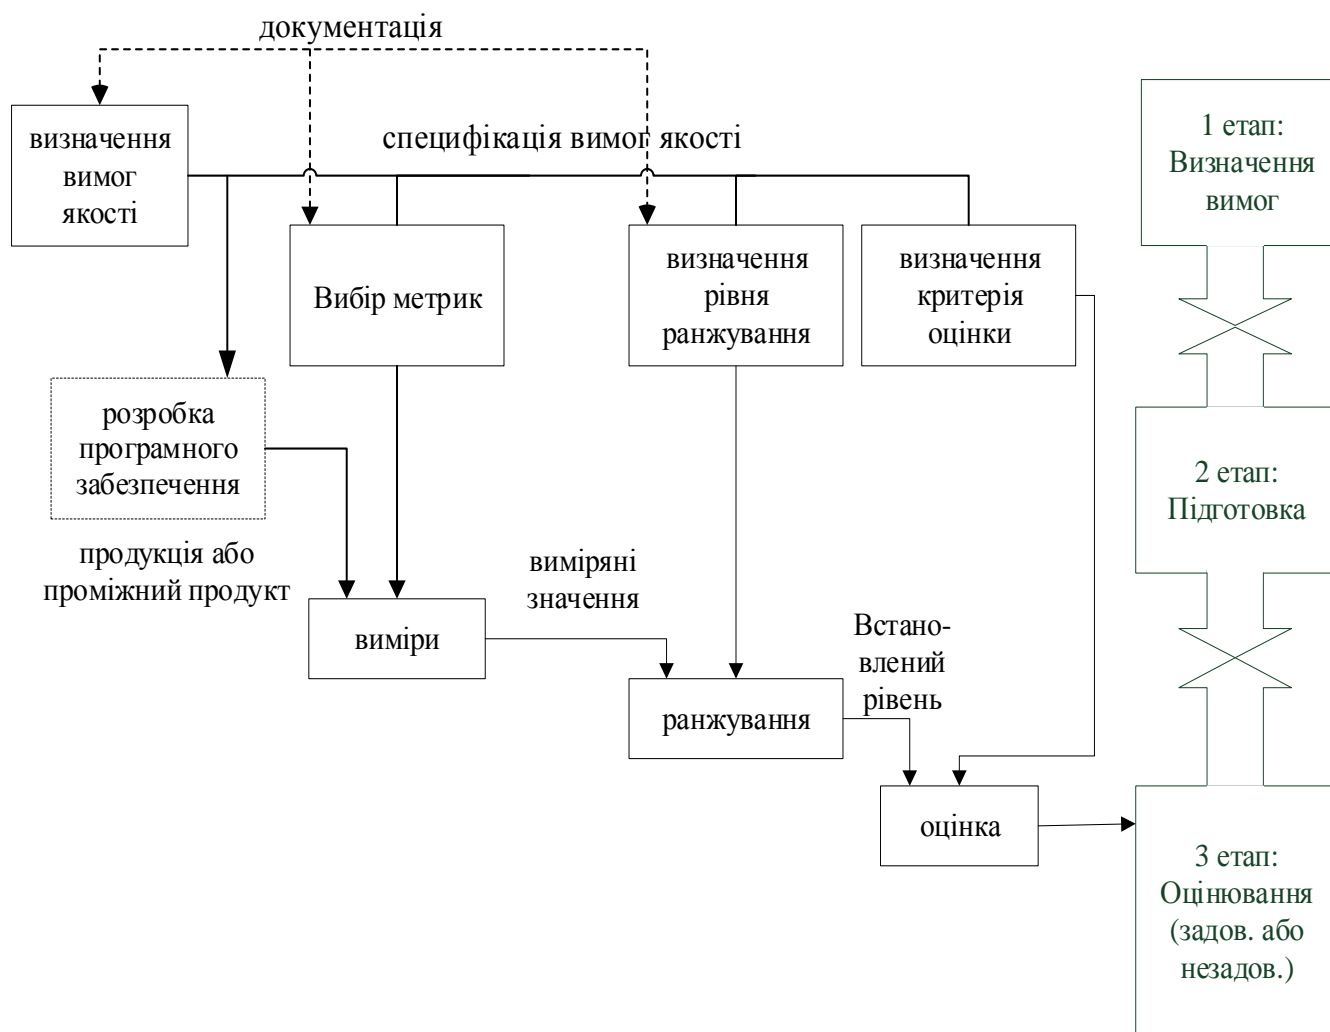 документація
визначення
вимог
якості
специфікація вимог якості
Вибір метрик
визначення
рівня
ранжування
визначення
критерія
оцінки
1 етап:
Визначення
вимог
розробка
програмного
забезпечення
2 етап:
Підготовка
продукція або
проміжний продукт
виміряні
значення
виміри
Встано-
влений
рівень
ранжування
оцінка
3 етап:
Оцінювання
(задов. або
незадов.)